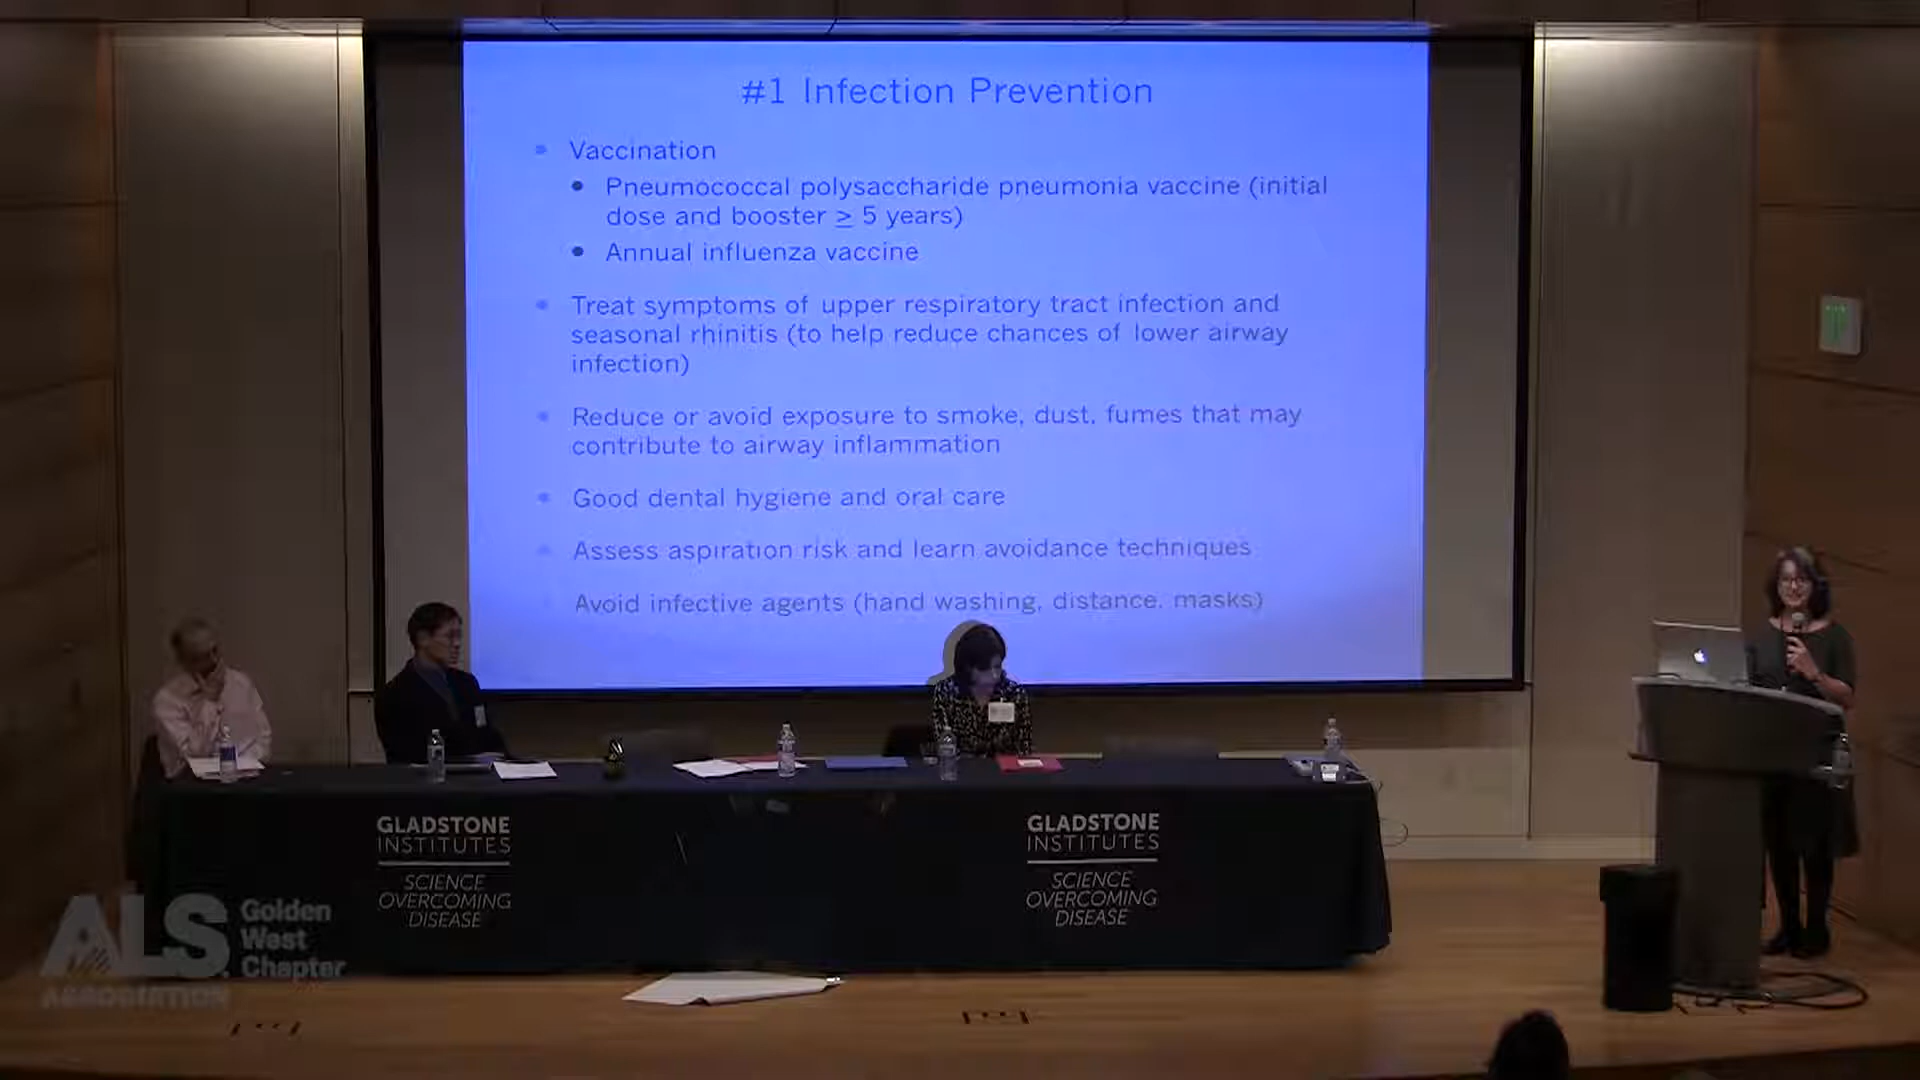 #1 Infection Prevention
Vaccination
Pneumococcal polysaccharide pneumonia vaccine (initial
dose and booster ≥ 5 years)
Annual influenza vaccine
Treat symptoms of upper respiratory tract infection and
seasonal rhinitis (to help reduce chances of lower airway
infection)
Reduce or avoid exposure to smoke, dust, fumes that may
contribute to airway inflammation
Good dental hygiene and oral care
Assess aspiration risk and learn avoidance techniques
Avoid infective agents (hand washing, distance, masks)
GLADSTONE
INSTITUTES
SCIENCE
OVERCOMING
DISEASE
GLADSTONE
INSTITUTES
SCIENCE
OVERCOMING
DISEASE
ALS
ASSOCIATION
Golden
West
Chapter